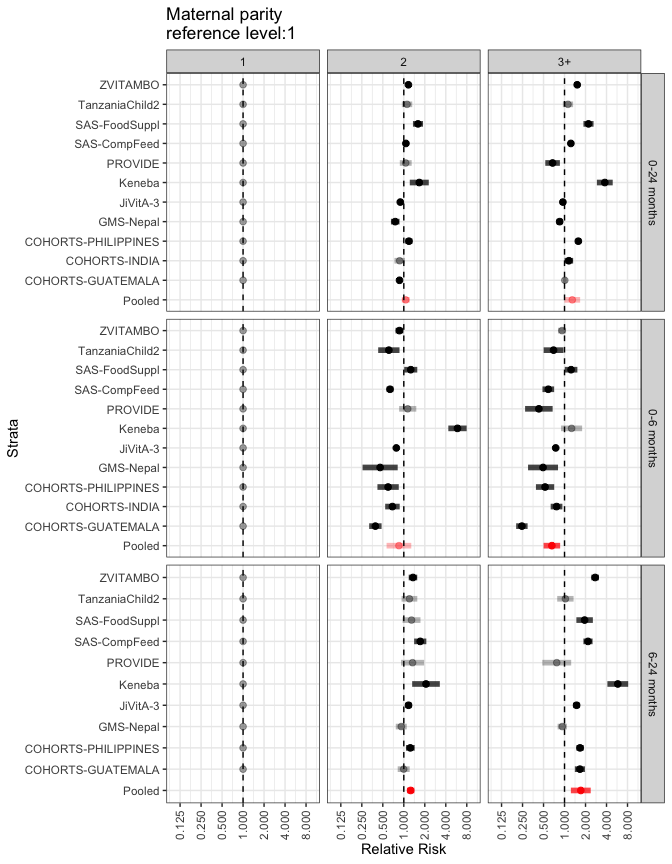 Maternal parity
reference level:1
1
2
3+
ZVITAMBO
TanzaniaChild2
SAS-FoodSuppl
SAS-CompFeed
PROVIDE
Keneba
JiVitA-3
GMS-Nepal
COHORTS-PHILIPPINES
COHORTS-INDIA
COHORTS-GUATEMALA
Pooled
0-24 months
ZVITAMBO
TanzaniaChild2
SAS-FoodSuppl
SAS-CompFeed
PROVIDE
Keneba
JiVitA-3
GMS-Nepal
COHORTS-PHILIPPINES
COHORTS-INDIA
COHORTS-GUATEMALA
Pooled
0-6 months
Strata
ZVITAMBO
TanzaniaChild2
SAS-FoodSuppl
SAS-CompFeed
PROVIDE
Keneba
JiVitA-3
GMS-Nepal
COHORTS-PHILIPPINES
COHORTS-GUATEMALA
Pooled
6-24 months
0.125
0.250
0.500
1.000
2.000
4.000
8.000
0.125
0.250
0.500
1.000
2.000
4.000
8.000
0.125
0.250
0.500
1.000
2.000
4.000
8.000
Relative Risk